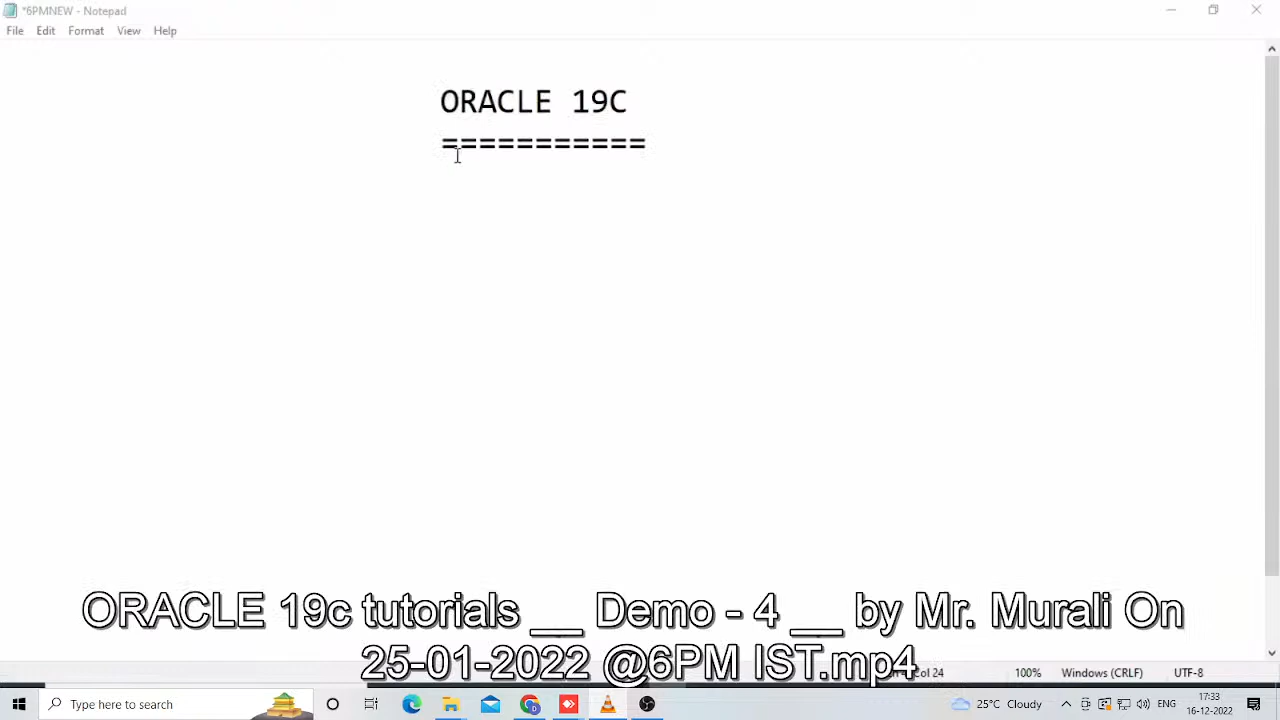 *6PMNEW - Notepad
File Edit Format View Help
ORACLE 19C
===========
ORACLE 19c tutorials __ Demo - 4 __ by Mr. Murali On
25-01-2022 @6PM IST.mp4
Col 24 100% Windows (CRLF) UTF-8
Type here to search
25°C Cloudy ENG 17:33
16-12-2022